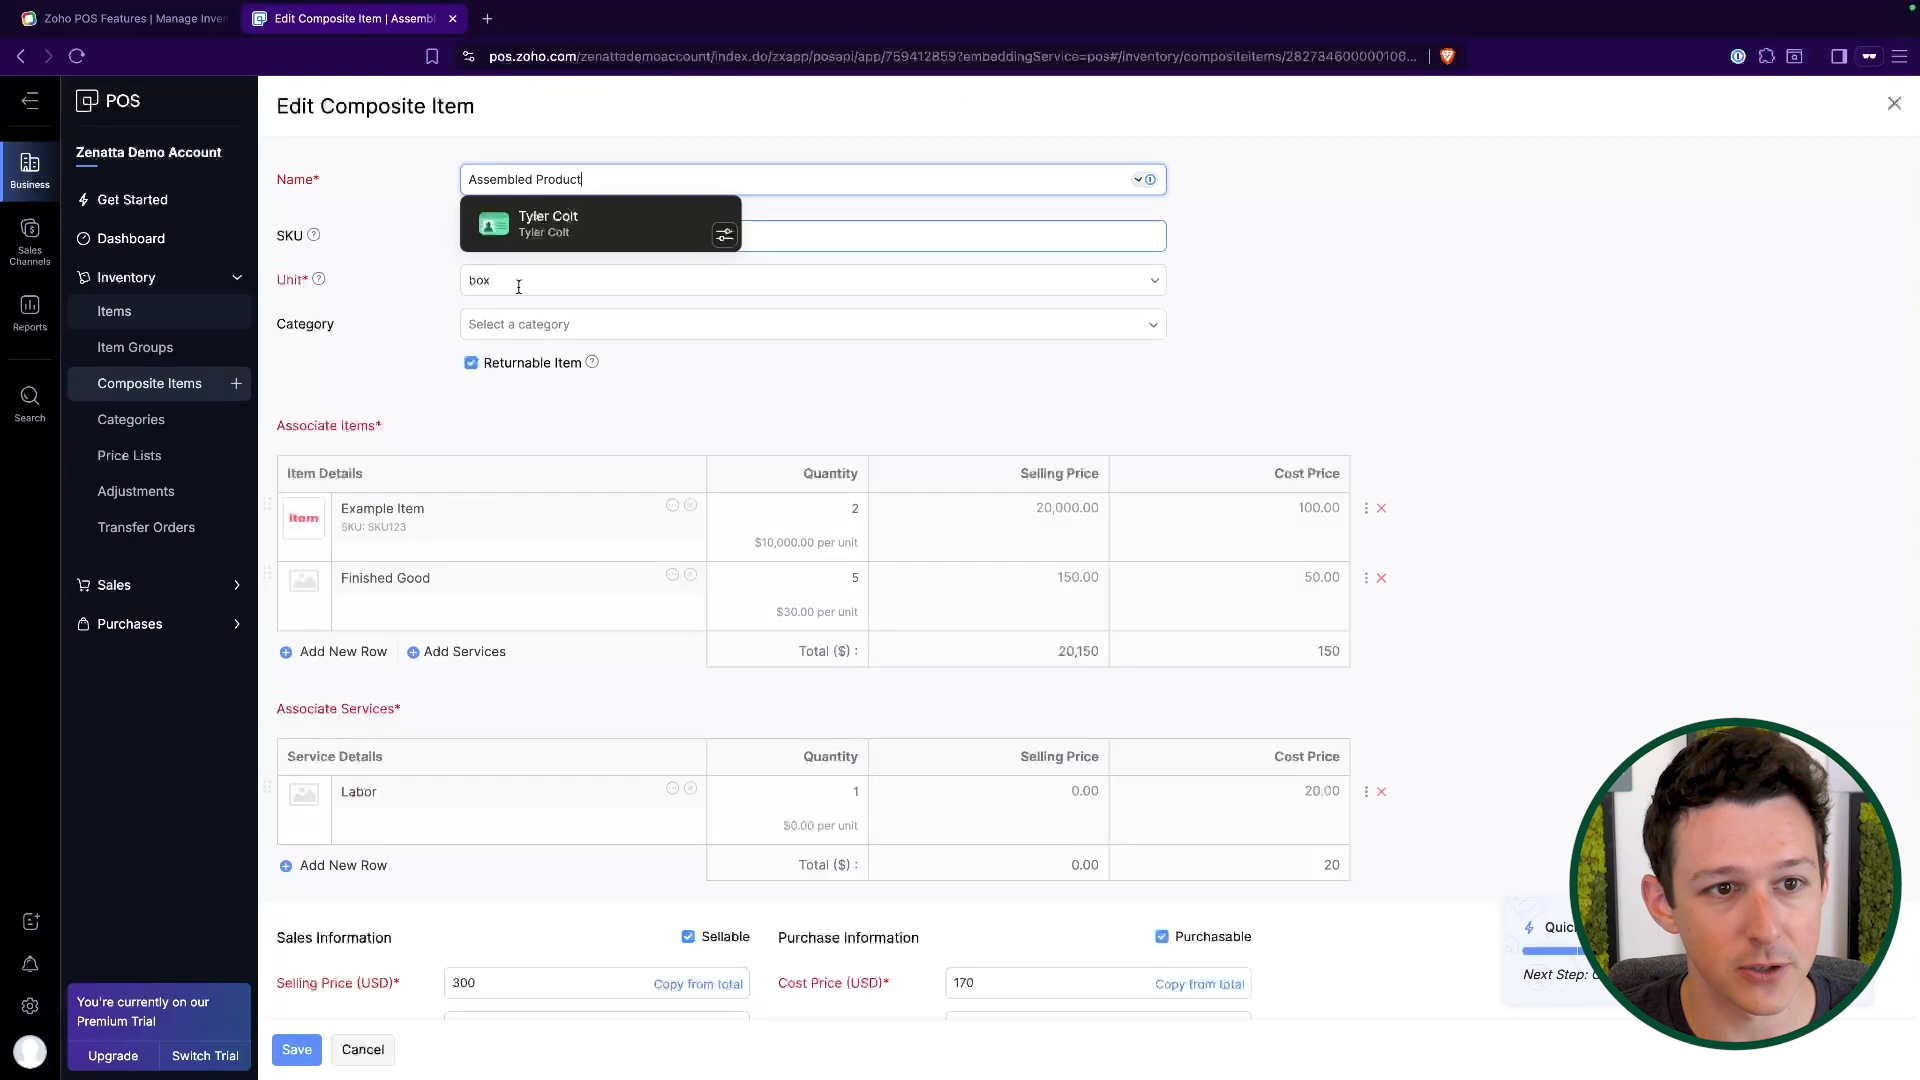 Zoho POS Features | Manage Inven
Edit Composite Item | Assembl
pos.zoho.com/zenattademoaccount/index.do/zxapp/posapi/app/759412859?embeddingService=pos#/inventory/compositeitems/282734600000106...
POS
Edit Composite Item
Zenatta Demo Account
Business
Sales Channels
Reports
Search
Get Started
Dashboard
Inventory
Items
Item Groups
Composite Items
Categories
Price Lists
Adjustments
Transfer Orders
Sales
Purchases
You're currently on our
Premium Trial
Upgrade
Switch Trial
Name*
Assembled Product
Tyler Colt
Tyler Colt
SKU
Unit*
box
Category
Select a category
Returnable Item
Associate Items*
Item Details
Quantity
Selling Price
Cost Price
Item
Example Item
SKU: SKU123
2
$10,000.00 per unit
20,000.00
100.00
Finished Good
5
$30.00 per unit
150.00
50.00
Add New Row
Add Services
Total ($) :
20,150
150
Associate Services*
Service Details
Quantity
Selling Price
Cost Price
Labor
1
$0.00 per unit
0.00
20.00
Add New Row
Total ($) :
0.00
20
Sales Information
Sellable
Purchase Information
Purchasable
Selling Price (USD)*
300
Copy from total
Cost Price (USD)*
170
Copy from total
Save
Cancel
Quic
Next Step: